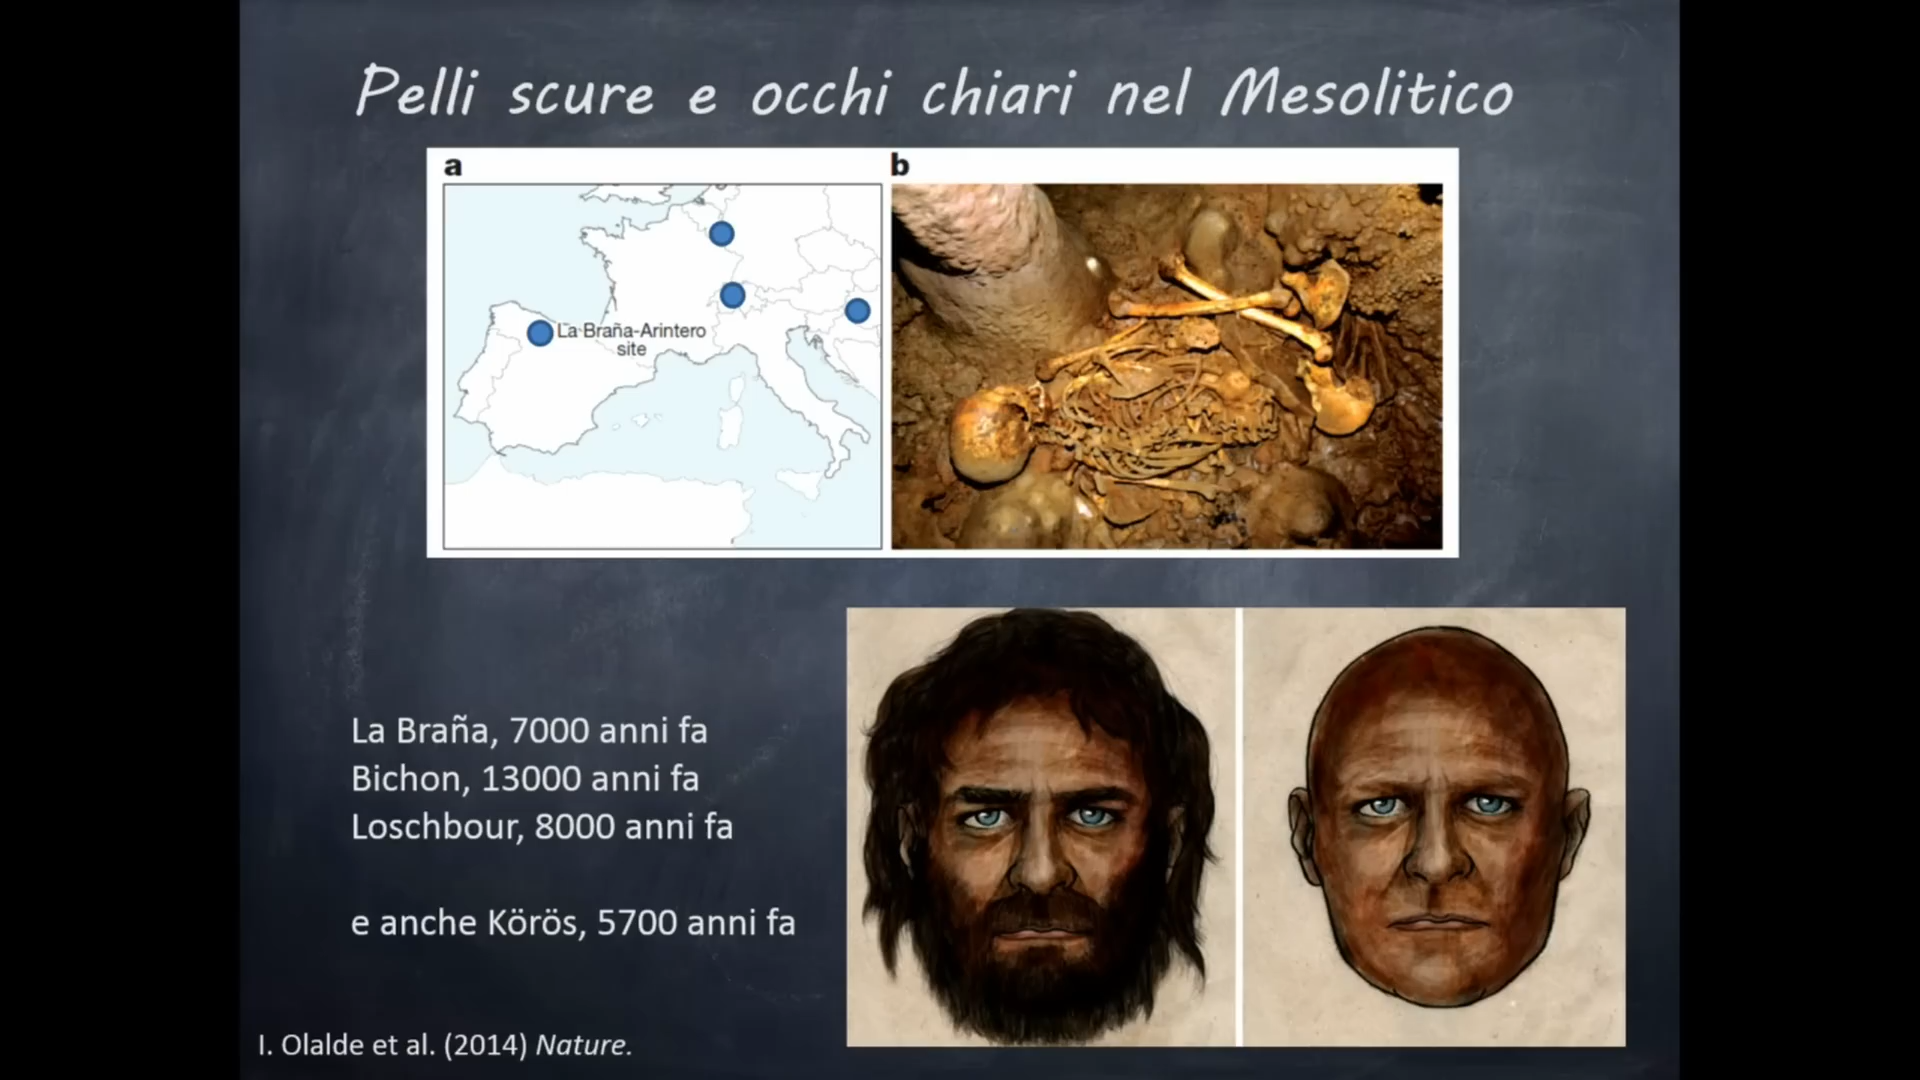 Pelli scure e occhi chiari nel Mesolitico
a
b
La Braña-Arintero
site
La Braña, 7000 anni fa
Bichon, 13000 anni fa
Loschbour, 8000 anni fa
e anche Körös, 5700 anni fa
I. Olalde et al. (2014) Nature.